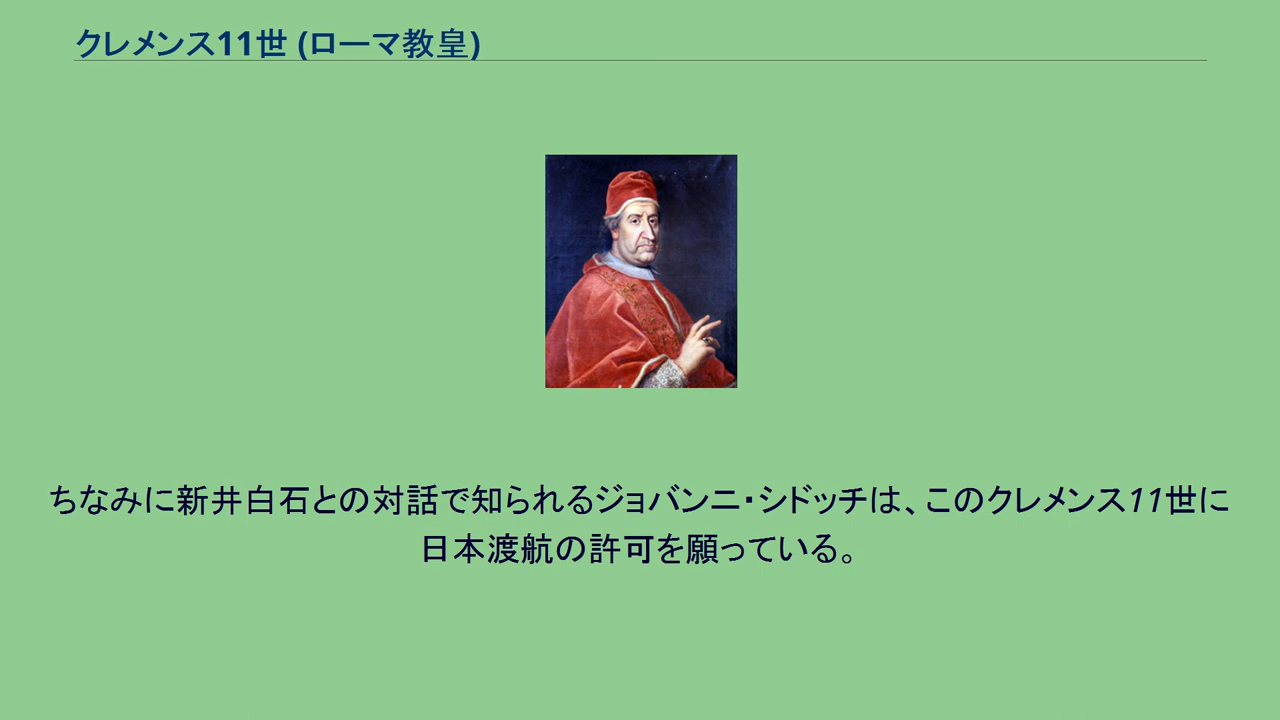 クレメンス11世 (ローマ教皇)
ちなみに新井白石との対話で知られるジョバンニ・シドッチは、このクレメンス11世に
日本渡航の許可を願っている。